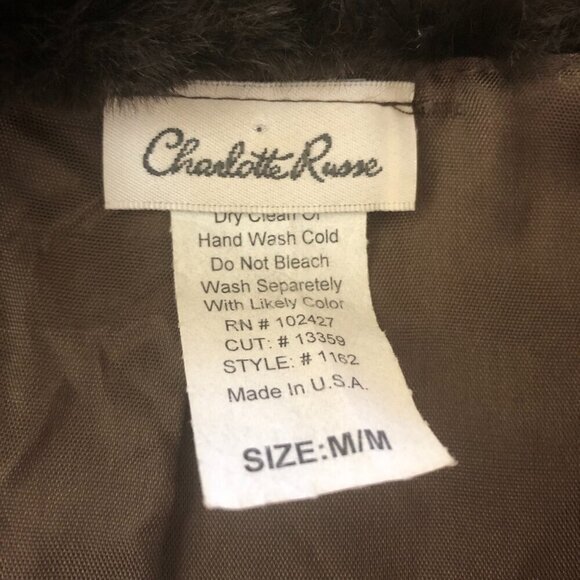 Charlotte Russe
Dry Clean Or
Hand Wash Cold
Do Not Bleach
Wash Separetely
With Likely Color
RN # 102427
CUT: # 13359
STYLE: # 1162
Made In U.S.A.
SIZE:M/M